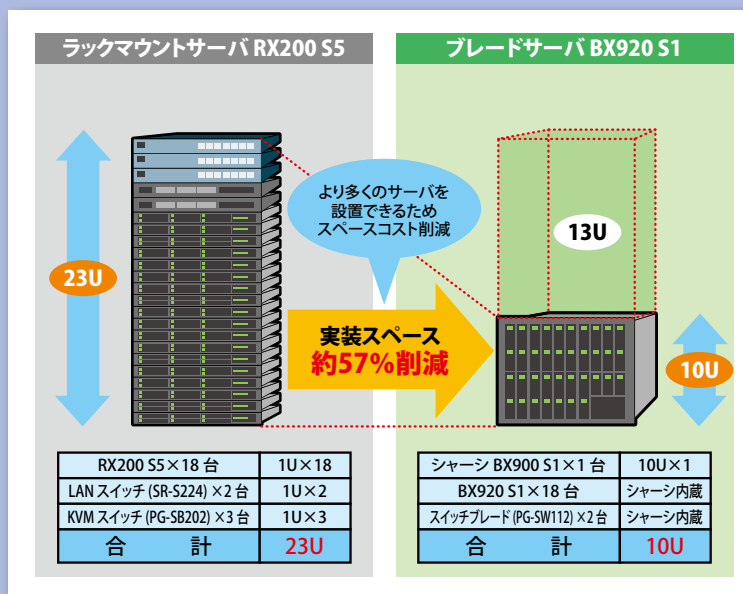 ラックマウントサーバ RX200 S5
ブレードサーバ BX920 S1
より多くのサーバを
設置できるため
スペースコスト削減
13U
23U
実装スペース
約57%削減
10U
RX200 S5×18 台 1U×18
LAN スイッチ (SR-S224) ×2 台 1U×2
KVM スイッチ (PG-SB202) ×3 台 1U×3
合 計 23U
シャーシ BX900 S1×1 台 10U×1
BX920 S1×18 台 シャーシ内蔵
スイッチブレード (PG-SW112) ×2 台 シャーシ内蔵
合 計 10U